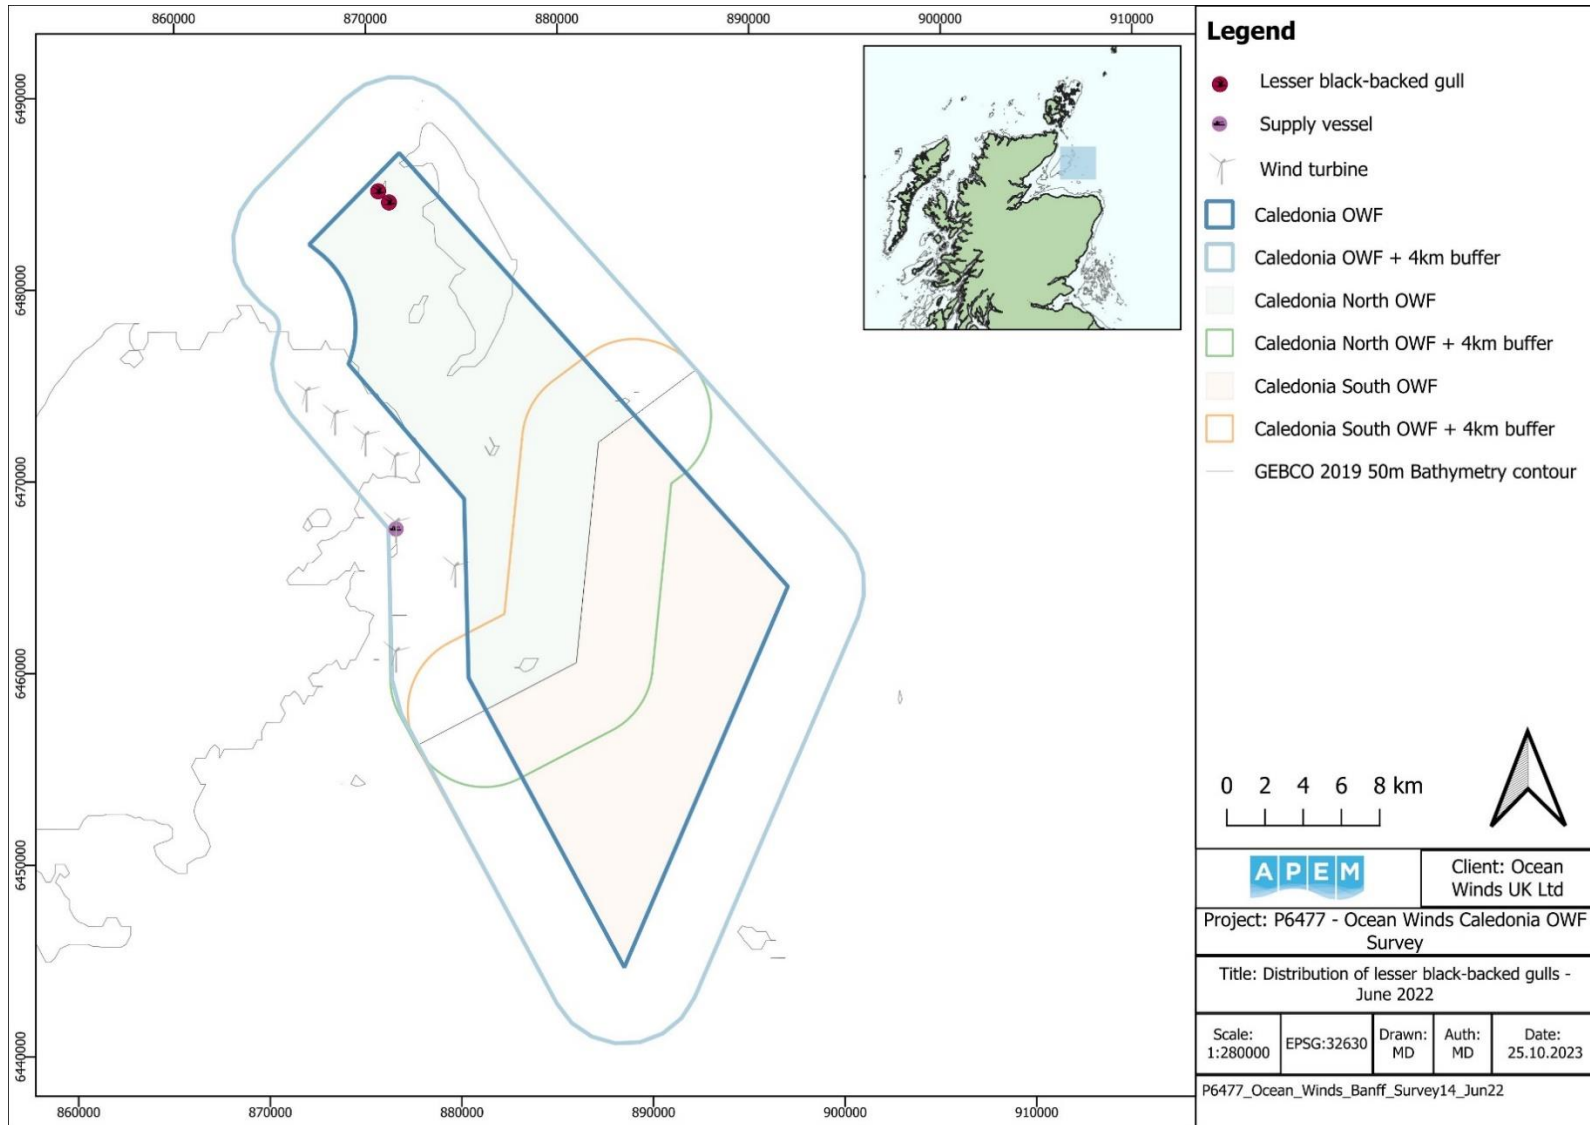 860000 870000 880000 890000 900000 910000
6490000
6480000
6470000
6460000
6450000
6440000
860000 870000 880000 890000 900000 910000
Legend
Lesser black-backed gull
Supply vessel
Wind turbine
Caledonia OWF
Caledonia OWF + 4km buffer
Caledonia North OWF
Caledonia North OWF + 4km buffer
Caledonia South OWF
Caledonia South OWF + 4km buffer
GEBCO 2019 50m Bathymetry contour
0 2 4 6 8 km
APEM
Client: Ocean
Winds UK Ltd
Project: P6477 - Ocean Winds Caledonia OWF
Survey
Title: Distribution of lesser black-backed gulls -
June 2022
Scale:
1:280000
EPSG:32630
Drawn:
MD
Auth:
MD
Date:
25.10.2023
P6477_Ocean_Winds_Banff_Survey14_Jun22